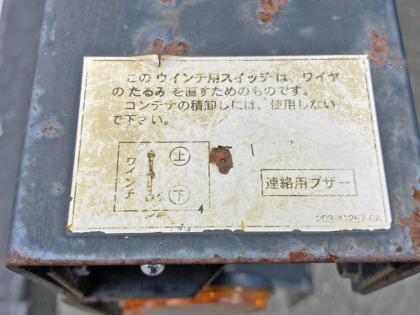 このウインチ用スイッチは、ワイヤ
のたるみを直すためのものです。
コンテナの積卸しには、使用しない
で下さい。
ウインチ
上
下
連絡用ブザー